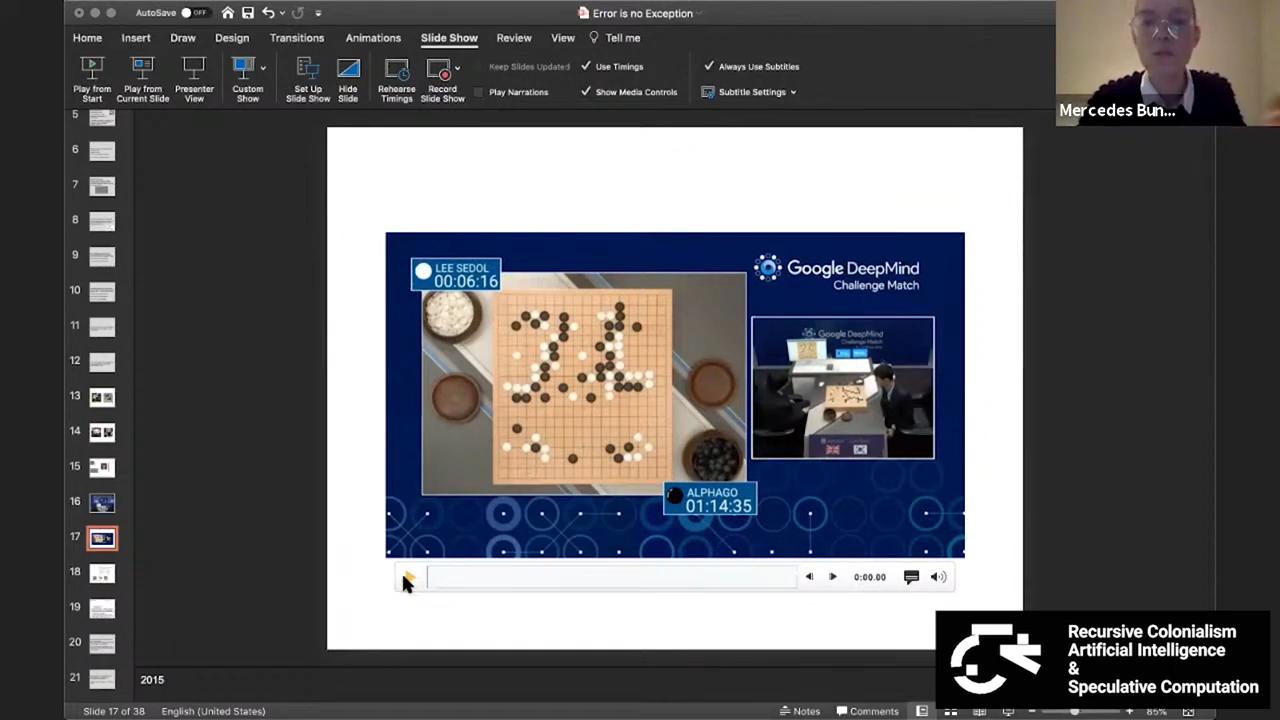 AutoSave OFF
Error is no Exception
Home Insert Draw Design Transitions Animations Slide Show Review View Tell me
Play from Start
Play from Current Slide
Presenter View
Custom Show
Set Up Slide Show
Hide Slide
Rehearse Timings
Record Slide Show
Keep Slides Updated
Use Timings
Always Use Subtitles
Play Narrations
Show Media Controls
Subtitle Settings
Mercedes Bun...
5
6
7
8
9
10
11
12
13
14
15
16
17
18
19
20
21
LEE SEDOL
00:06:16
Google DeepMind
Challenge Match
Google DeepMind
Challenge Match
ALPHAGO
01:14:35
0:00.00
2015
Recursive Colonialism
Artificial Intelligence
&
Speculative Computation
Slide 17 of 38 English (United States) Notes Comments 85%